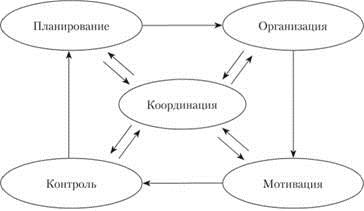 Планирование
Организация
Координация
Контроль
Мотивация